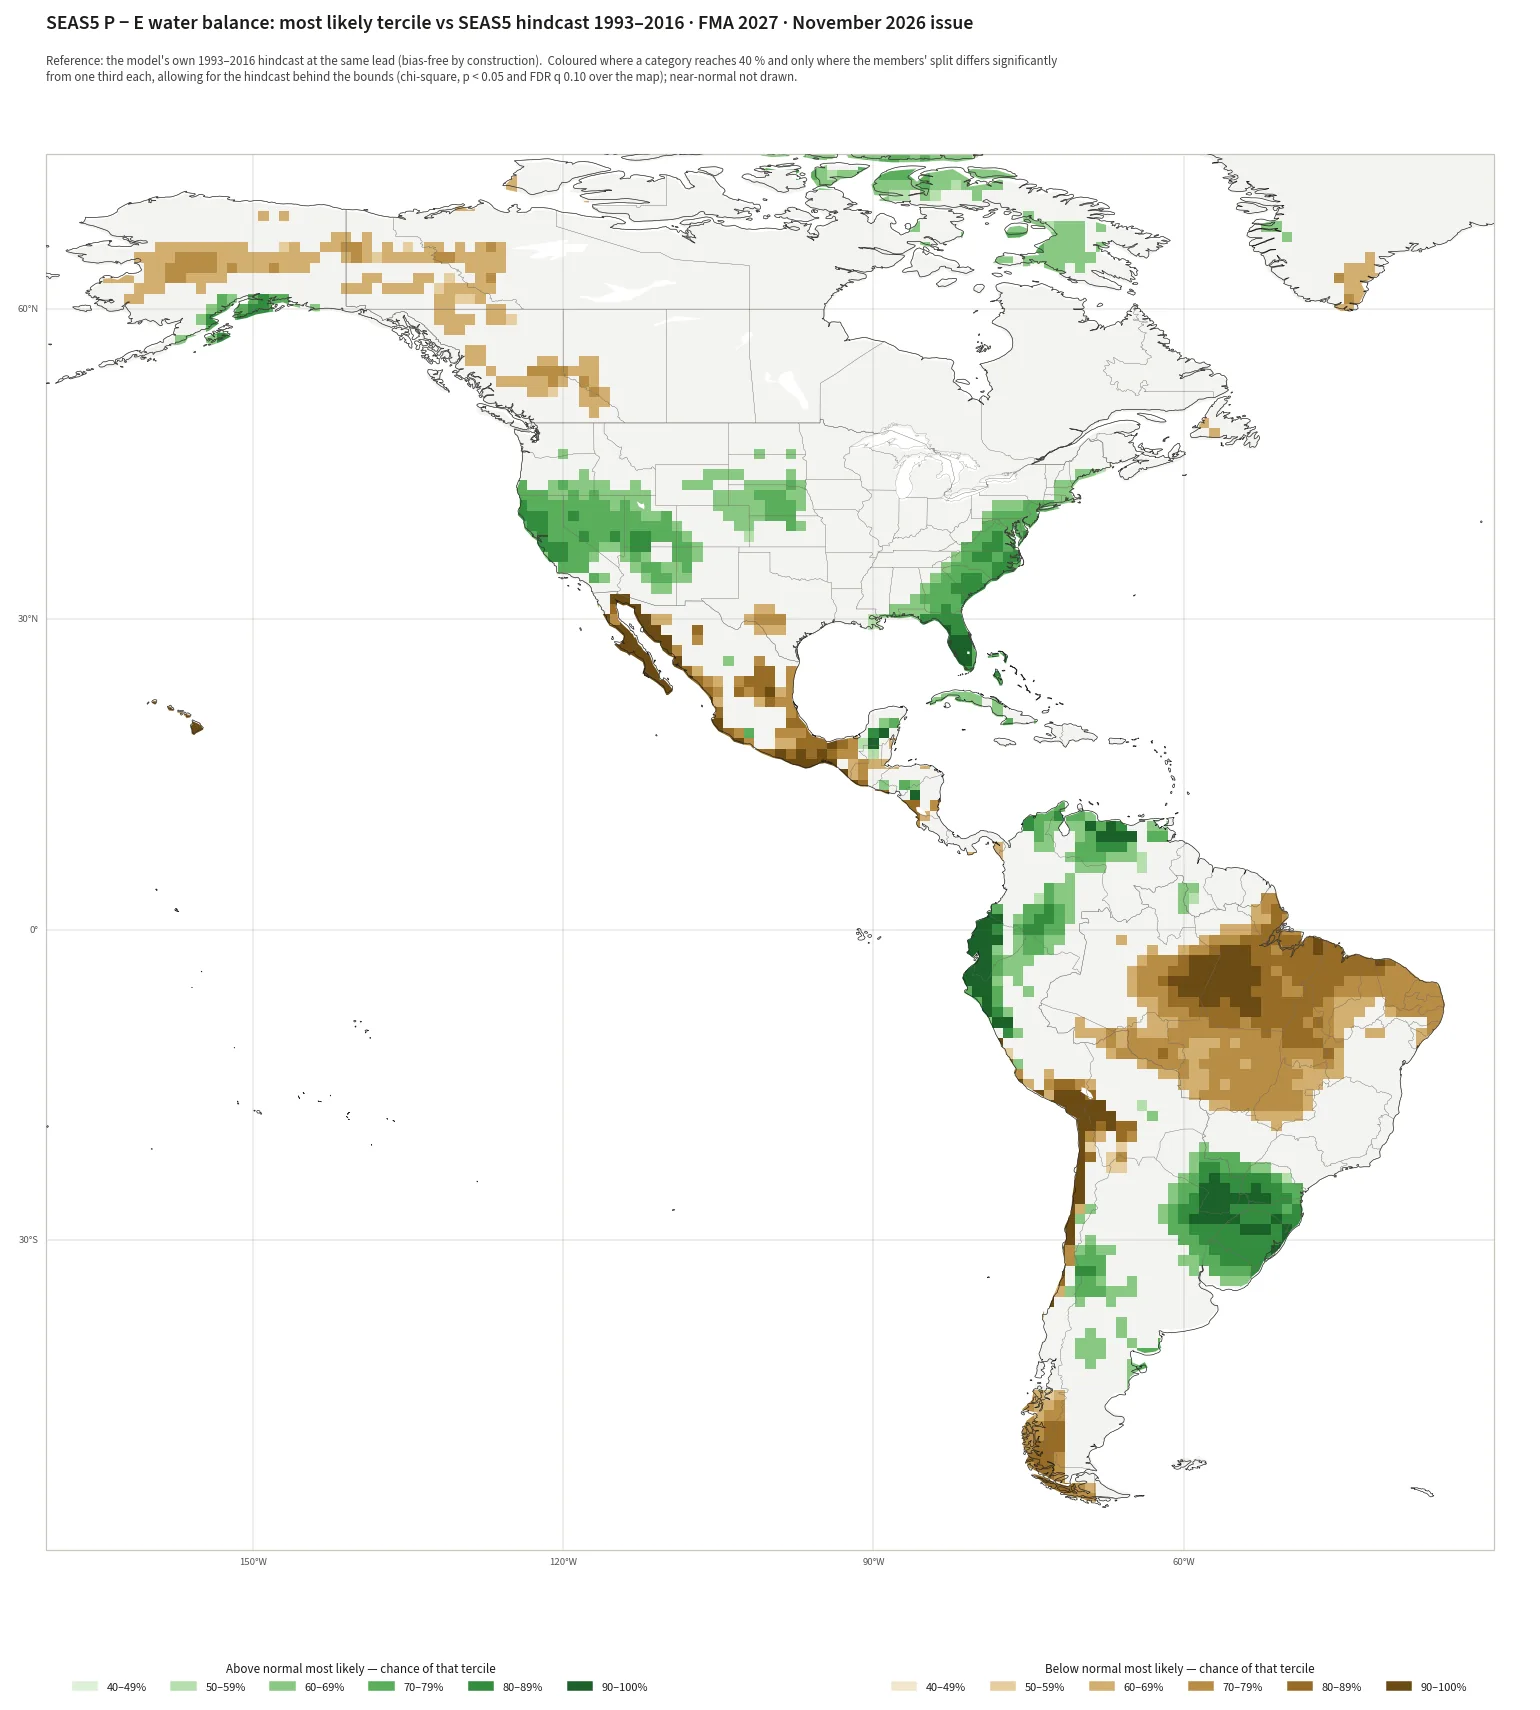 SEAS5 P − E water balance: most likely tercile vs SEAS5 hindcast 1993–2016 · FMA 2027 · November 2026 issue
Reference: the model's own 1993–2016 hindcast at the same lead (bias-free by construction).  Coloured where a category reaches 40 % and only where the members' split differs significantly
from one third each, allowing for the hindcast behind the bounds (chi-square, p < 0.05 and FDR q 0.10 over the map); near-normal not drawn.
60°N
30°N
0°
30°S
150°W 120°W 90°W 60°W
Above normal most likely — chance of that tercile
40–49% 50–59% 60–69% 70–79% 80–89% 90–100%
Below normal most likely — chance of that tercile
40–49% 50–59% 60–69% 70–79% 80–89% 90–100%